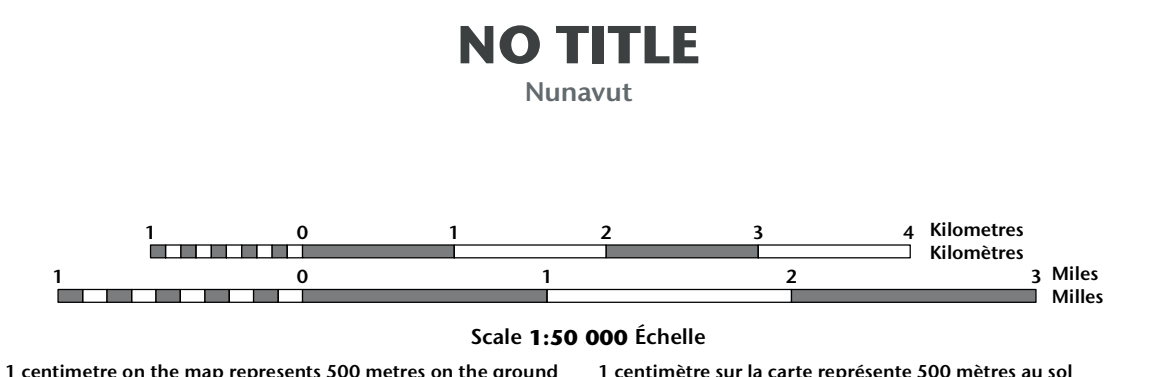 NO TITLE
Nunavut
1 0 1 2 3 4 Kilometres
Kilomètres
1 0 1 2 3 Miles
Milles
Scale 1:50 000 Échelle
1 centimetre on the map represents 500 metres on the ground 1 centimètre sur la carte représente 500 mètres au sol